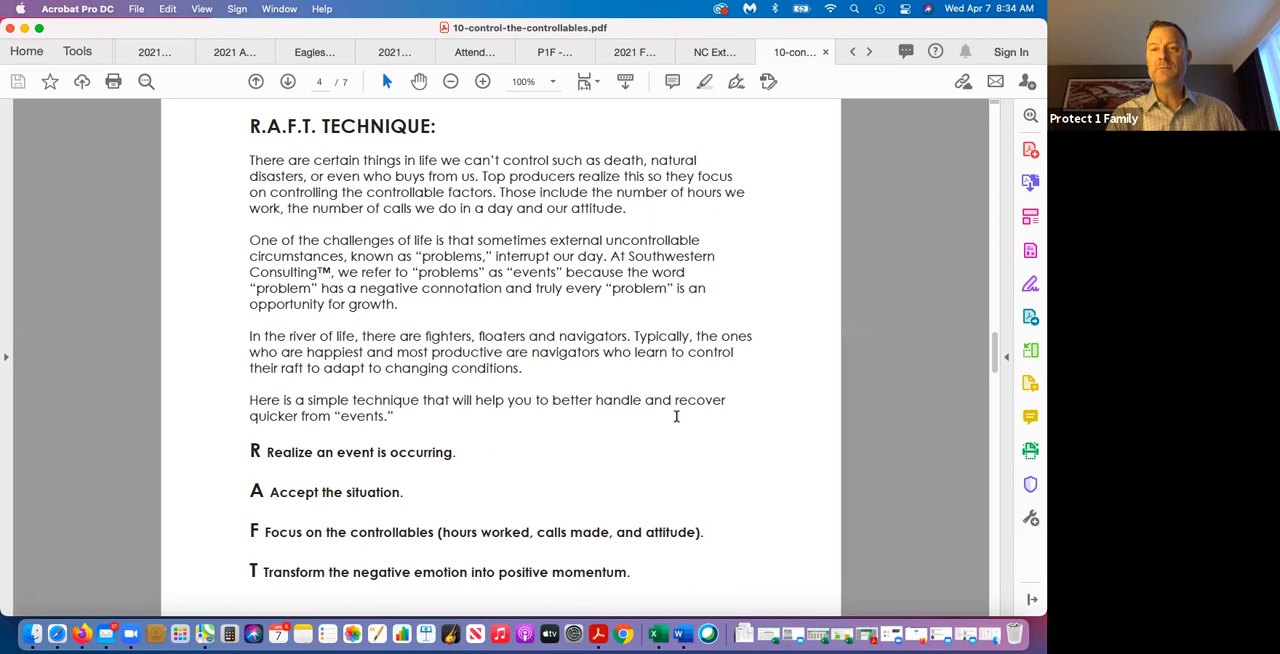 Acrobat Pro DC File Edit View Sign Window Help Wed Apr 7 8:34 AM
10-control-the-controllables.pdf
Home Tools 2021... 2021 A... Eagles... 2021... Attend... P1F -... 2021 F... NC Ext... 10-con... × Sign In
4 / 7 100%
Protect 1 Family
R.A.F.T. TECHNIQUE:
There are certain things in life we can’t control such as death, natural
disasters, or even who buys from us. Top producers realize this so they focus
on controlling the controllable factors. Those include the number of hours we
work, the number of calls we do in a day and our attitude.
One of the challenges of life is that sometimes external uncontrollable
circumstances, known as “problems,” interrupt our day. At Southwestern
Consulting™, we refer to “problems” as “events” because the word
“problem” has a negative connotation and truly every “problem” is an
opportunity for growth.
In the river of life, there are fighters, floaters and navigators. Typically, the ones
who are happiest and most productive are navigators who learn to control
their raft to adapt to changing conditions.
Here is a simple technique that will help you to better handle and recover
quicker from “events.”
R Realize an event is occurring.
A Accept the situation.
F Focus on the controllables (hours worked, calls made, and attitude).
T Transform the negative emotion into positive momentum.